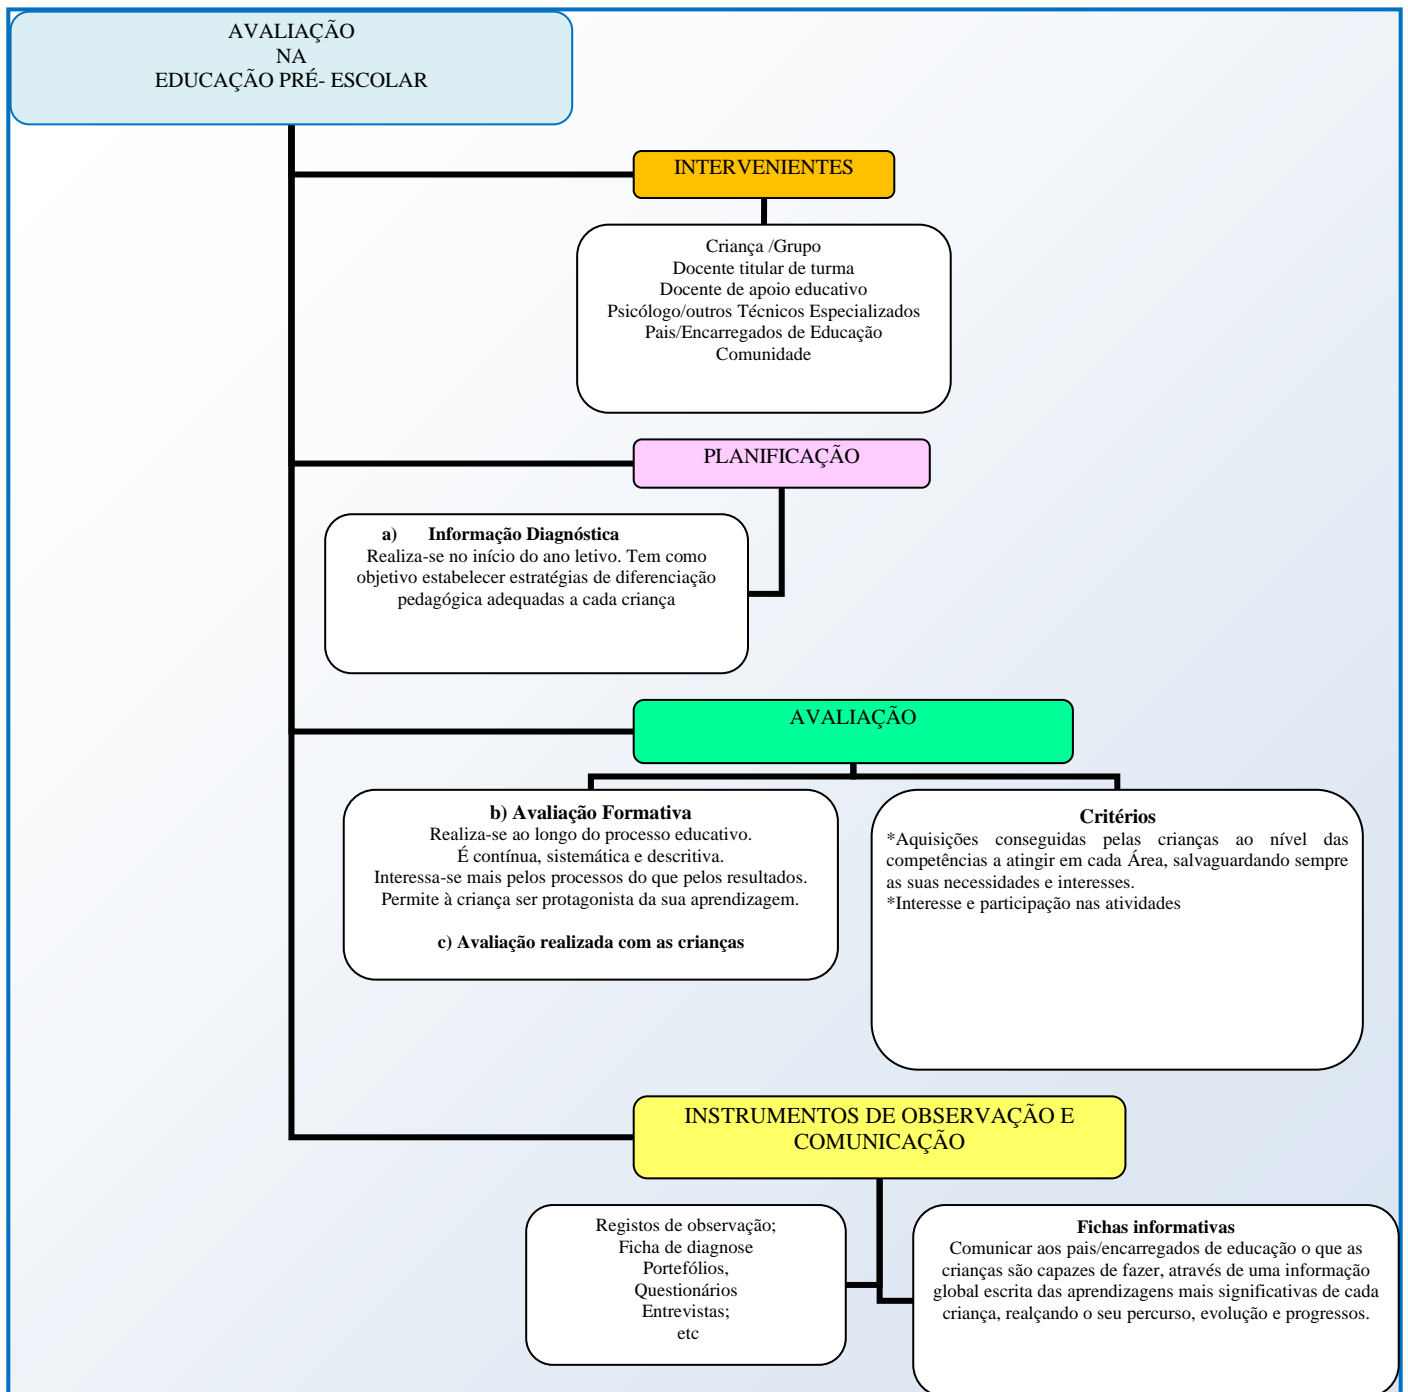 AVALIAÇÃO
NA
EDUCAÇÃO PRÉ- ESCOLAR
INTERVENIENTES
Criança /Grupo
Docente titular de turma
Docente de apoio educativo
Psicólogo/outros Técnicos Especializados
Pais/Encarregados de Educação
Comunidade
PLANIFICAÇÃO
a) Informação Diagnóstica
Realiza-se no início do ano letivo. Tem como
objetivo estabelecer estratégias de diferenciação
pedagógica adequadas a cada criança
AVALIAÇÃO
b) Avaliação Formativa
Realiza-se ao longo do processo educativo.
É contínua, sistemática e descritiva.
Interessa-se mais pelos processos do que pelos resultados.
Permite à criança ser protagonista da sua aprendizagem.
c) Avaliação realizada com as crianças
Critérios
*Aquisições conseguidas pelas crianças ao nível das
competências a atingir em cada Área, salvaguardando sempre
as suas necessidades e interesses.
*Interesse e participação nas atividades
INSTRUMENTOS DE OBSERVAÇÃO E
COMUNICAÇÃO
Registos de observação;
Ficha de diagnose
Portefólios,
Questionários
Entrevistas;
etc
Fichas informativas
Comunicar aos pais/encarregados de educação o que as
crianças são capazes de fazer, através de uma informação
global escrita das aprendizagens mais significativas de cada
criança, realçando o seu percurso, evolução e progressos.